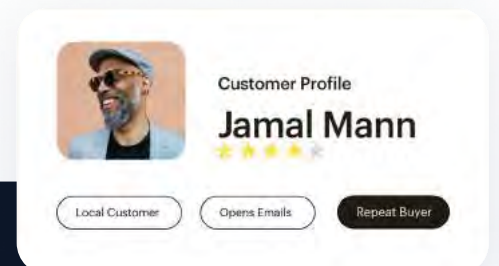 Customer Profile
Jamal Mann
Local Customer
Opens Emails
Repeat Buyer